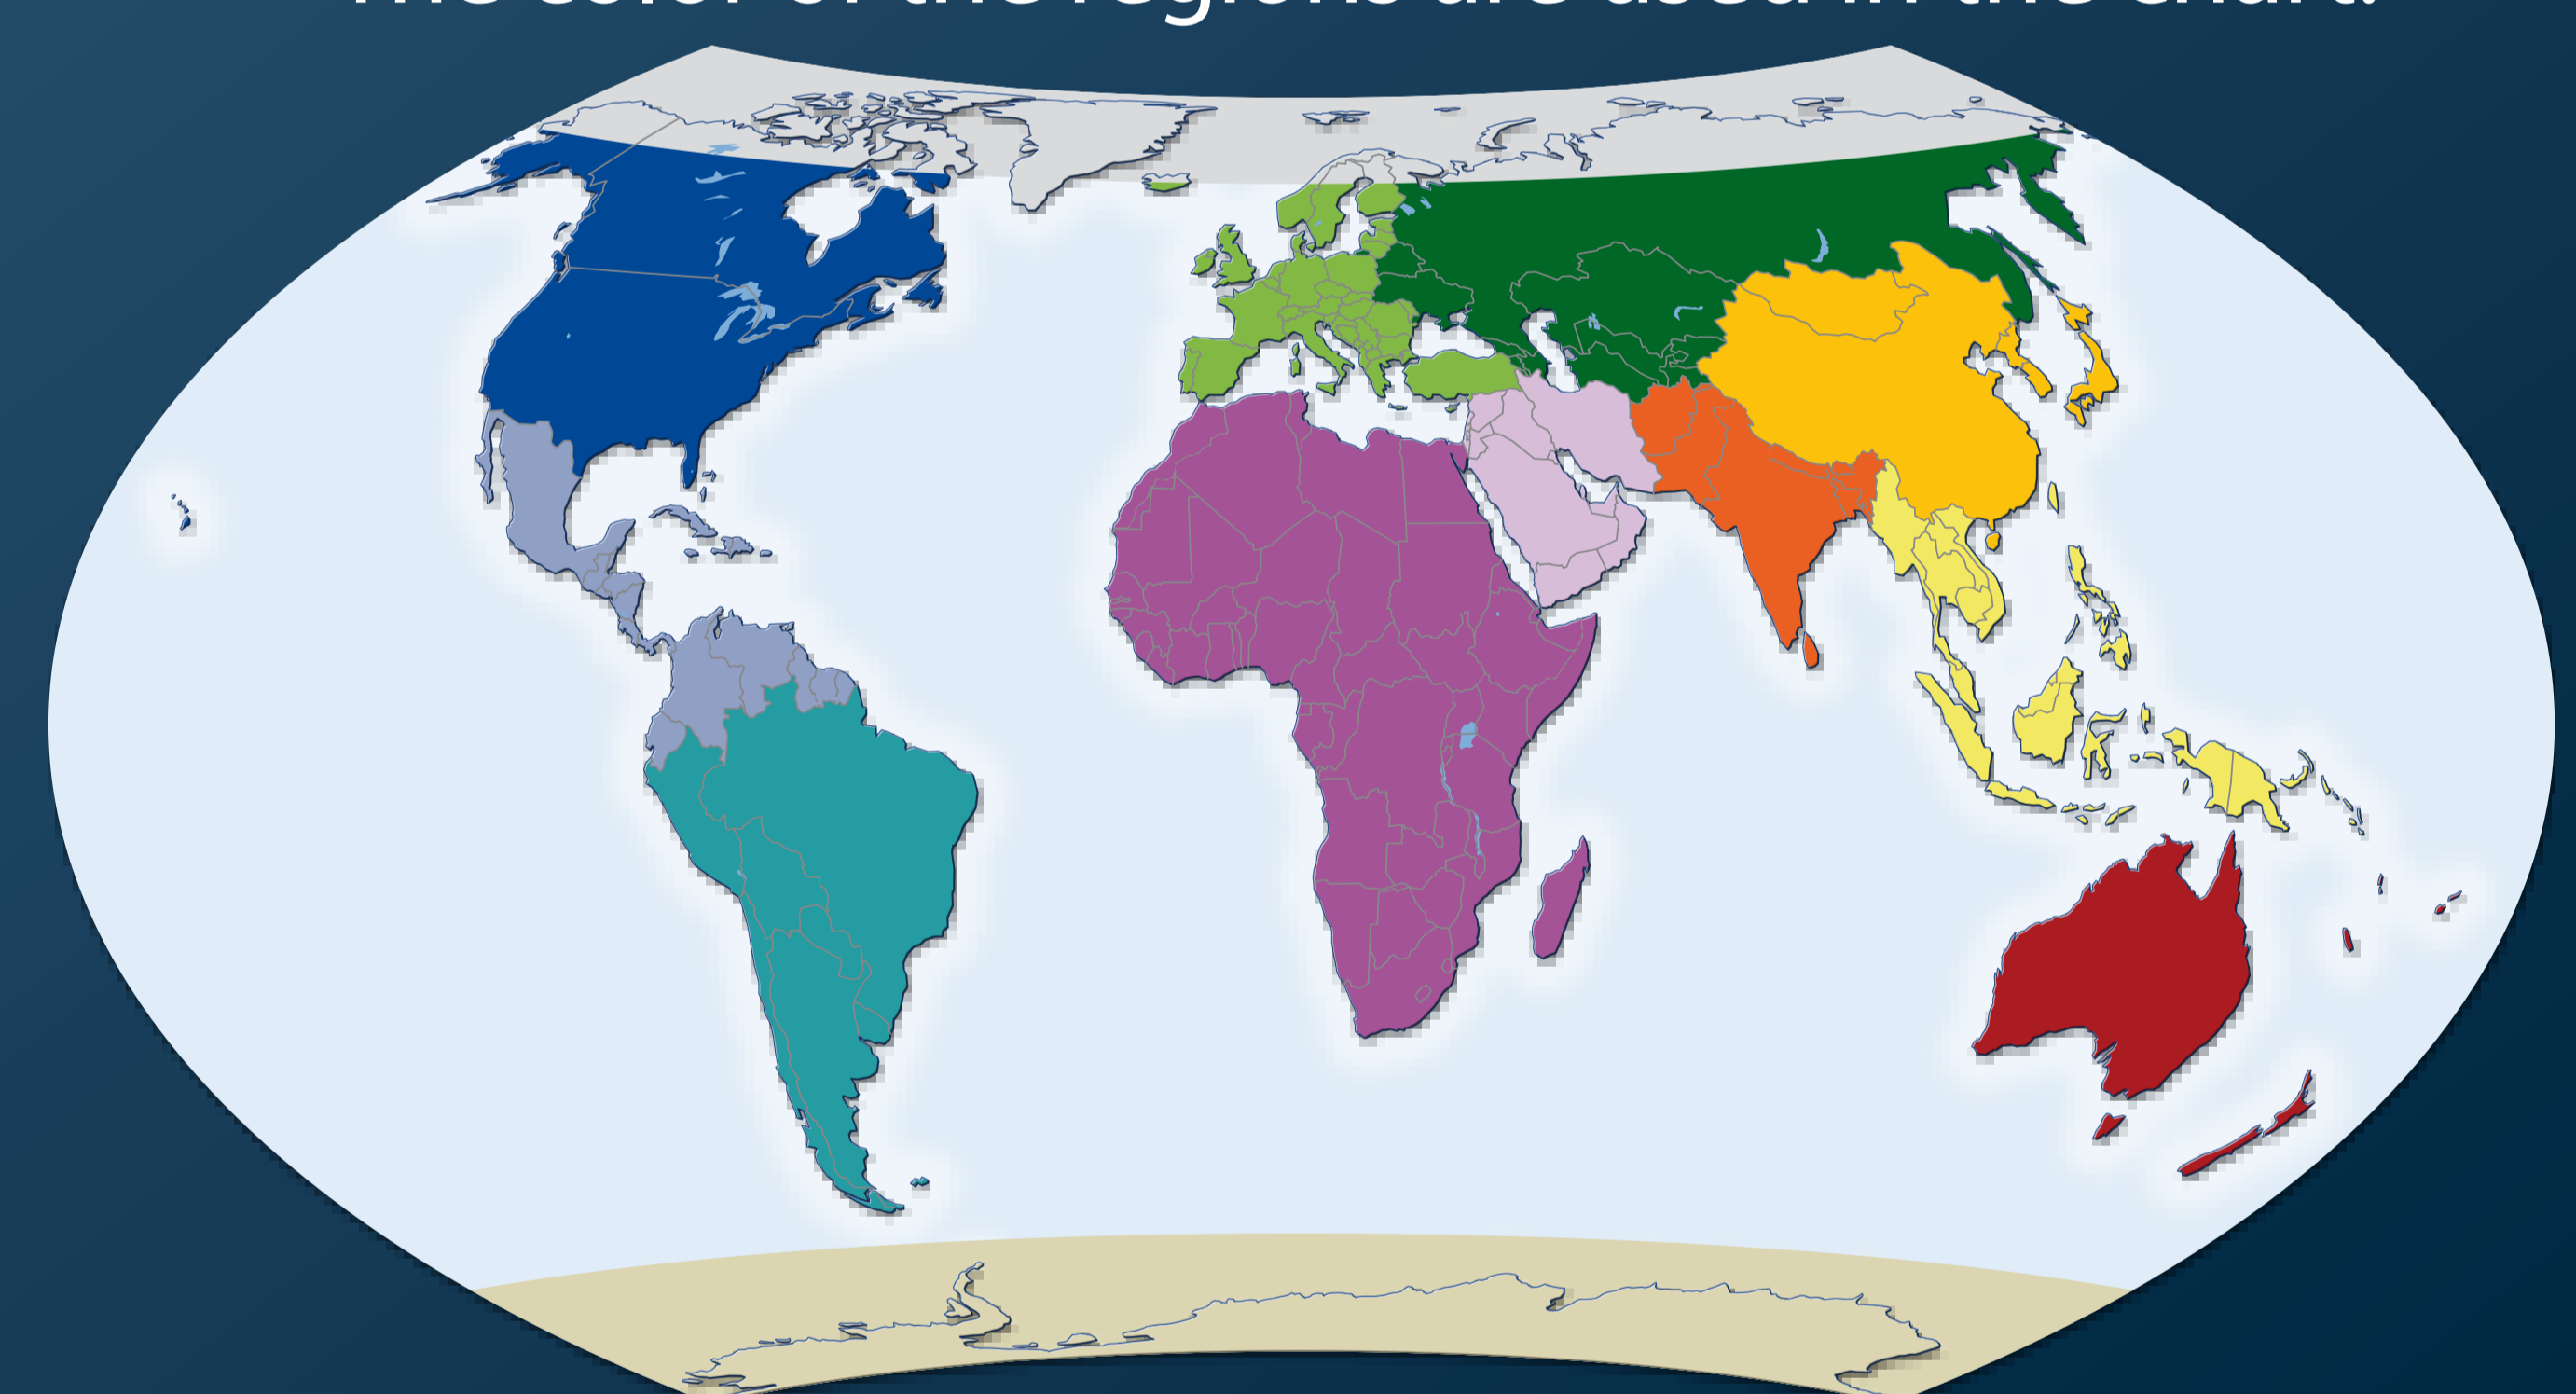 The color of the regions are used in the chart.